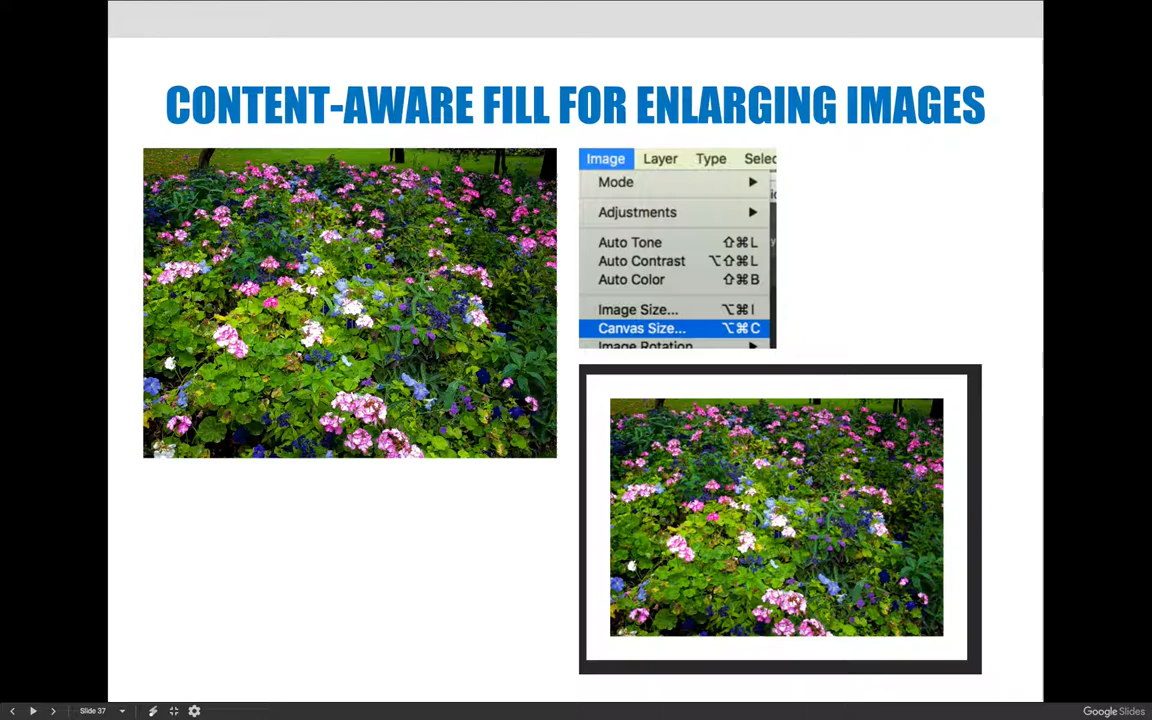 CONTENT-AWARE FILL FOR ENLARGING IMAGES
Image Layer Type Selec
Mode ▶
Adjustments ▶
Auto Tone ⇧⌘L
Auto Contrast ⌥⇧⌘L
Auto Color ⇧⌘B
Image Size... ⌥⌘I
Canvas Size... ⌥⌘C
Image Rotation ▶
Slide 37
Google Slides